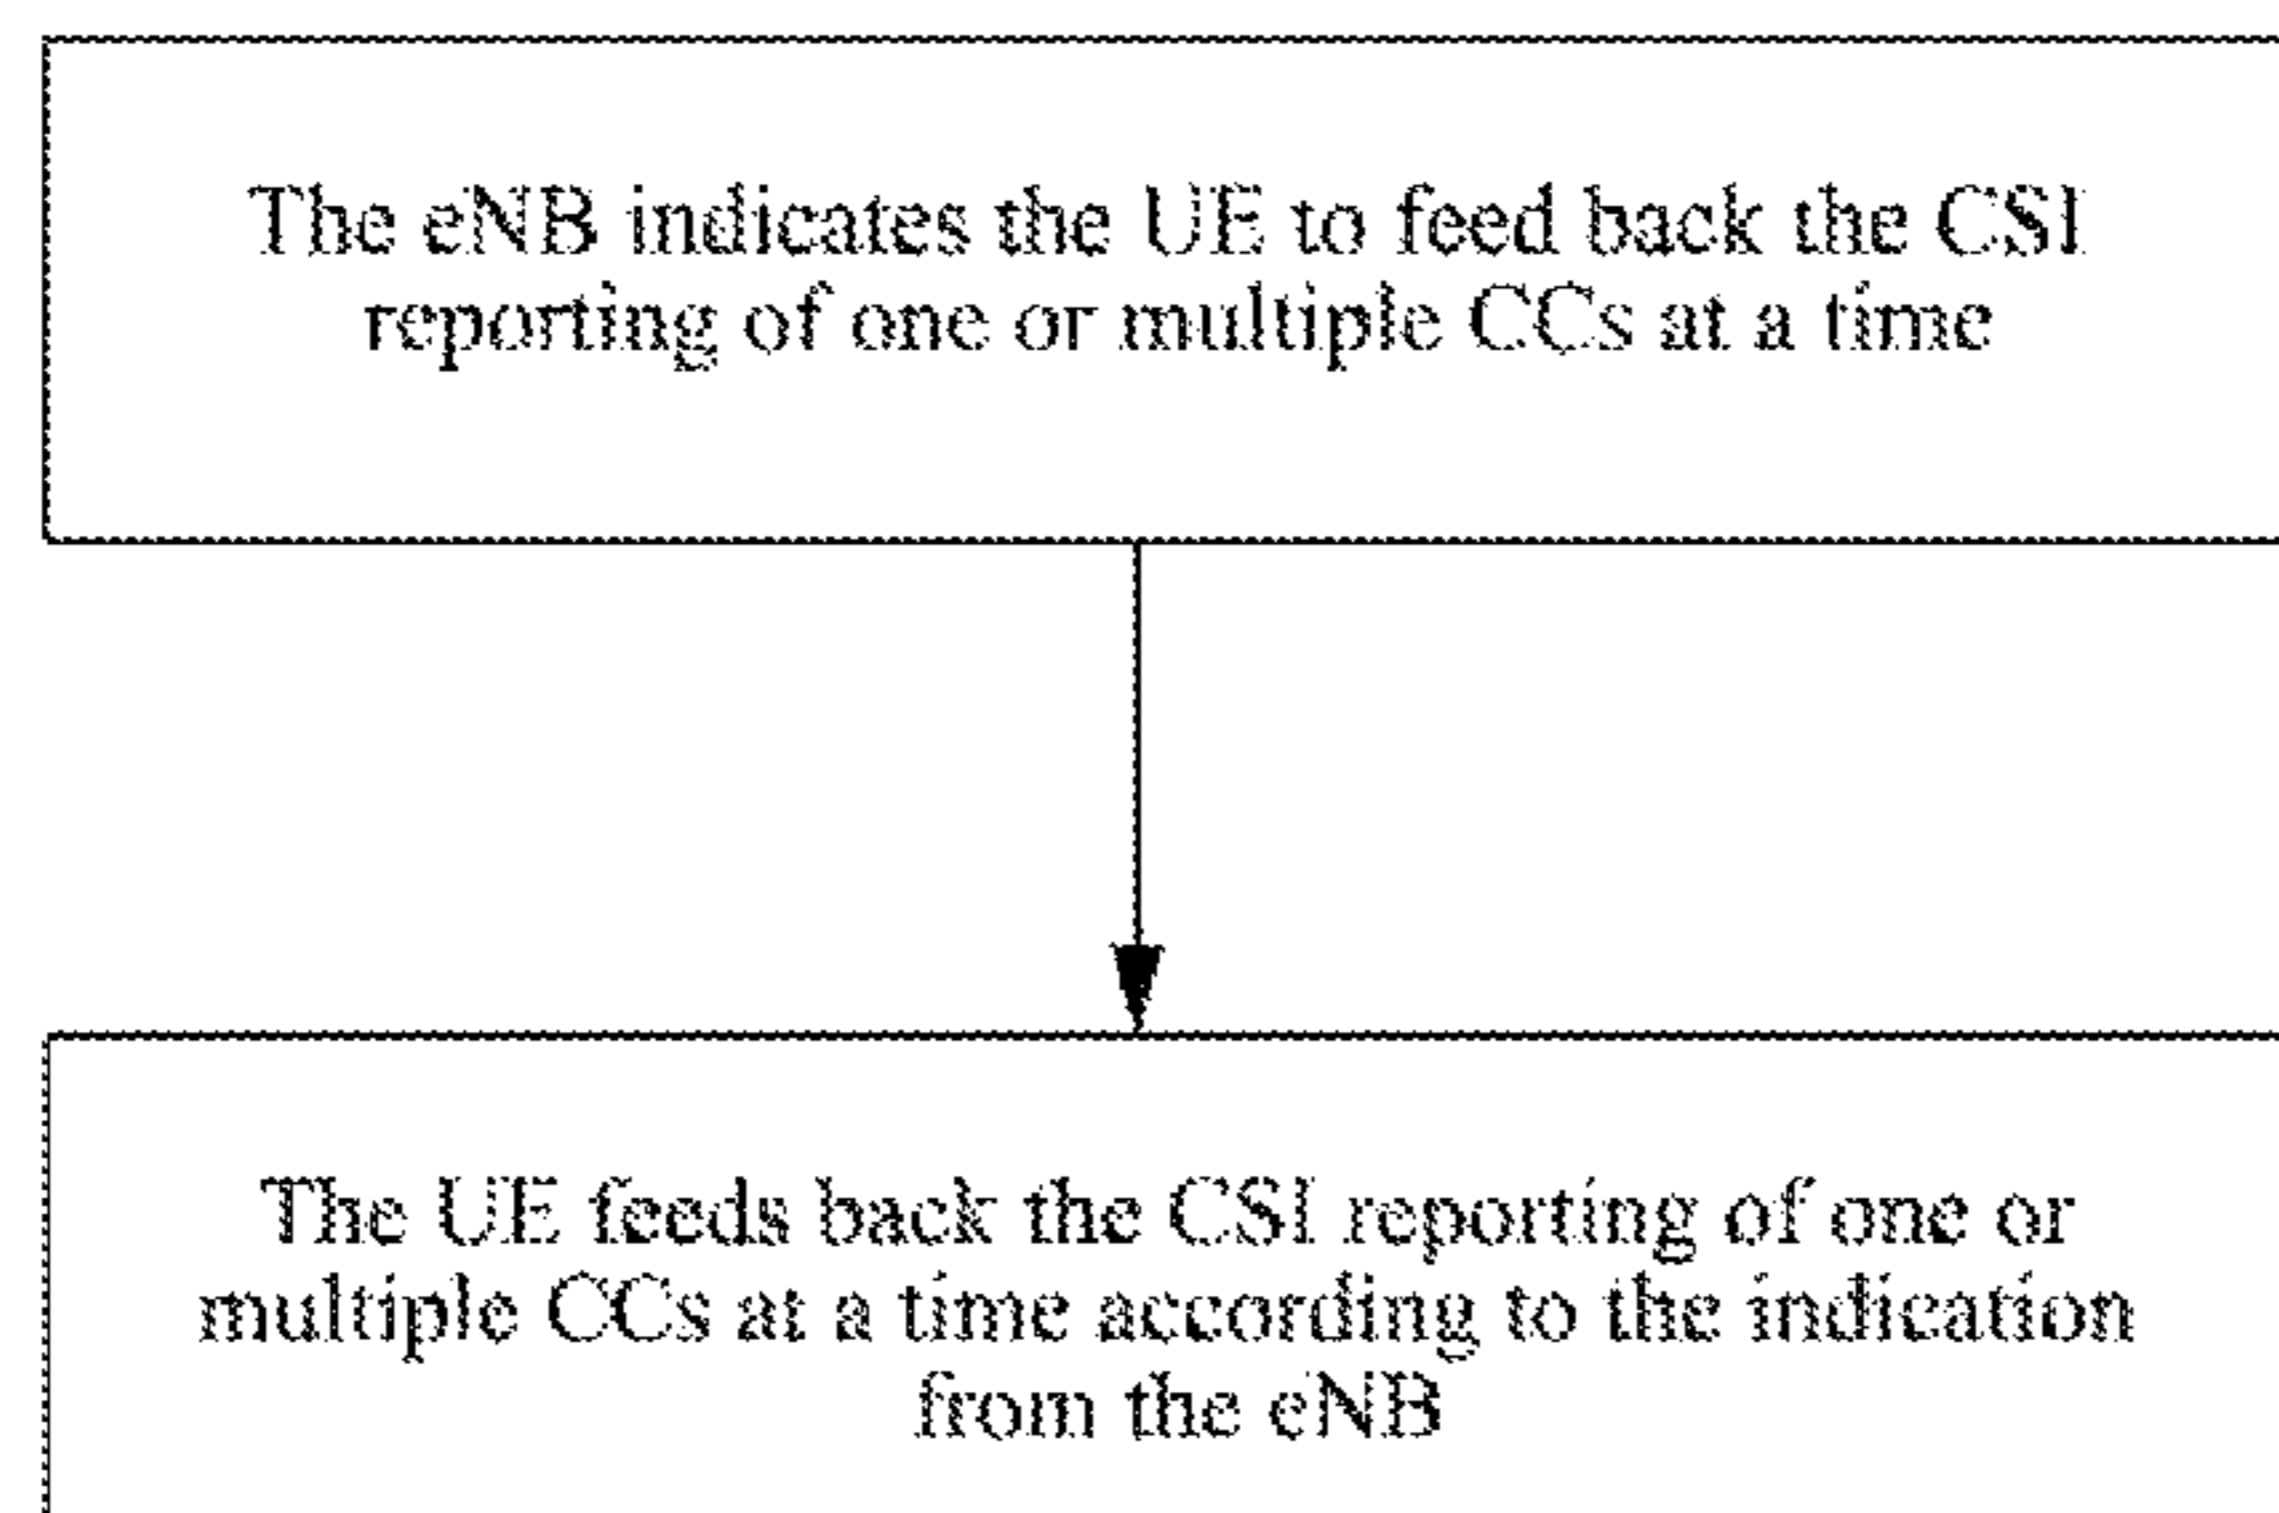 The eNB indicates the UE to feed back the CSI
reporting of one or multiple CCs at a time
The UE feeds back the CSI reporting of one or
multiple CCs at a time according to the indication
from the eNB